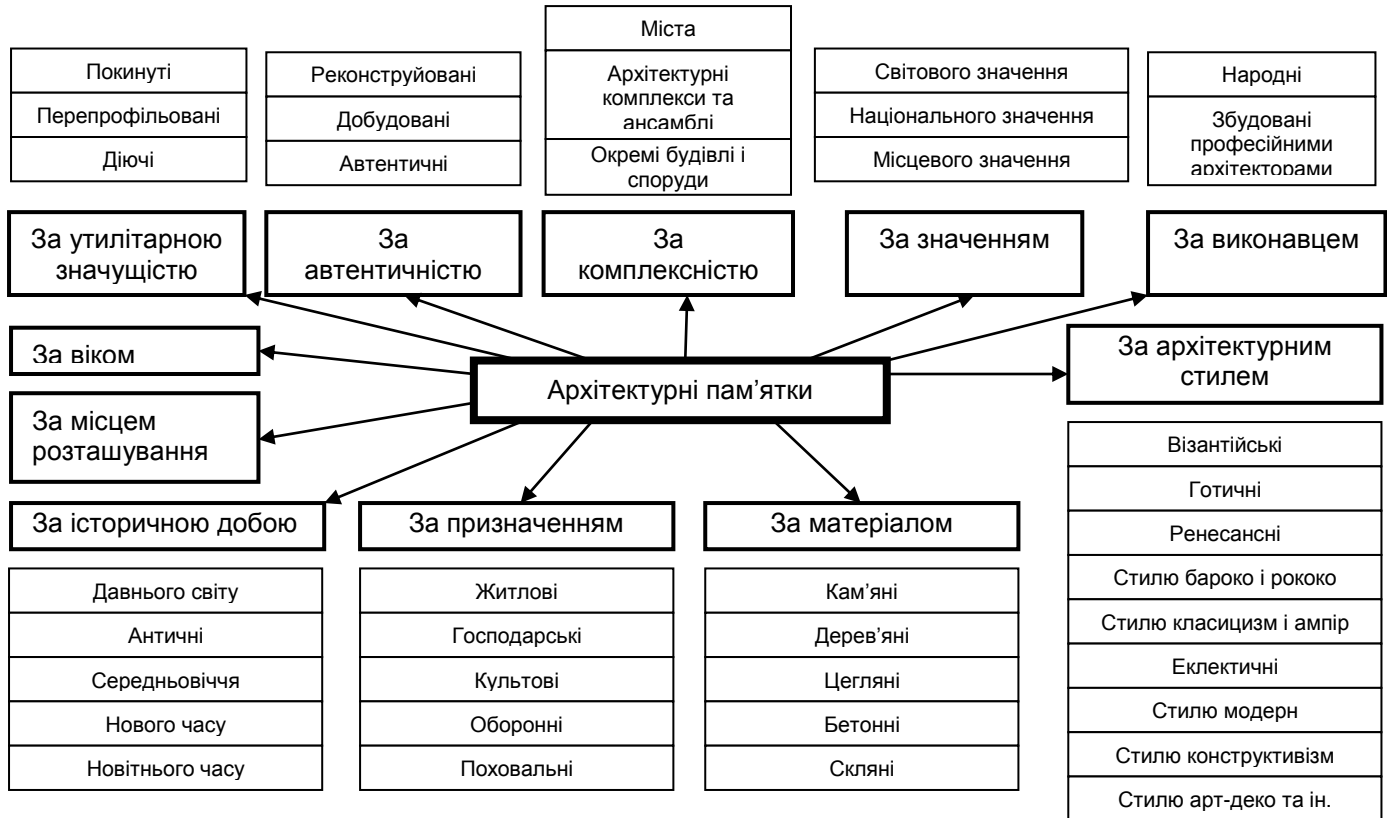 Покинуті
Перепрофільовані
Діючі
За утилітарною
значущістю
Реконструйовані
Добудовані
Автентичні
За
автентичністю
Міста
Архітектурні
комплекси та
ансамблі
Окремі будівлі і
споруди
За
комплексністю
Світового значення
Національного значення
Місцевого значення
За значенням
Народні
Збудовані
професійними
архітекторами
За виконавцем
За віком
За місцем
розташування
Архітектурні пам’ятки
За архітектурним
стилем
Візантійські
Готичні
Ренесансні
Стилю бароко і рококо
Стилю класицизм і ампір
Еклектичні
Стилю модерн
Стилю конструктивізм
Стилю арт-деко та ін.
За історичною добою
Давнього світу
Античні
Середньовіччя
Нового часу
Новітнього часу
За призначенням
Житлові
Господарські
Культові
Оборонні
Поховальні
За матеріалом
Кам’яні
Дерев’яні
Цегляні
Бетонні
Скляні